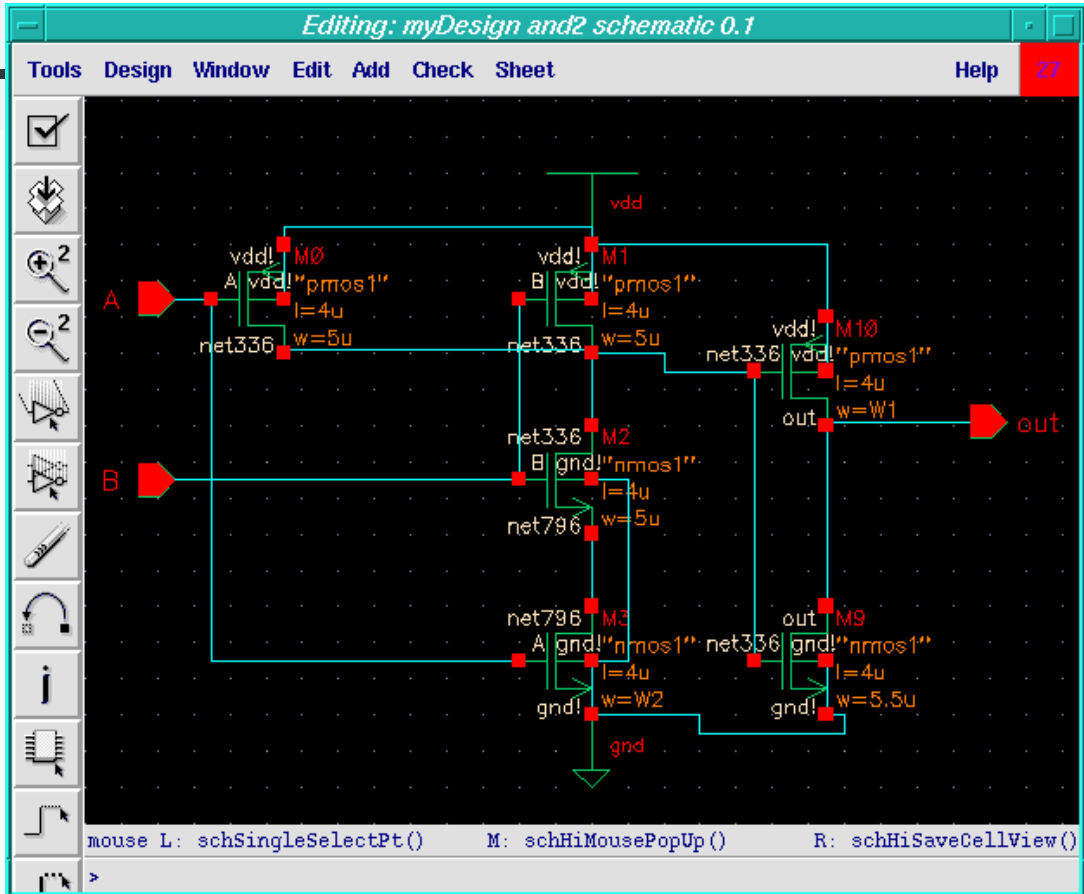 Editing: myDesign and2 schematic 0.1
Tools Design Window Edit Add Check Sheet Help 27
vdd
vdd! M0 vdd! M1
A A vdd! "pmos1" B vdd! "pmos1"
l=4u l=4u
net336 w=5u net336 w=5u
vdd! M10
net336 vdd! "pmos1"
l=4u
out w=W1
out
net336 M2
B B gnd! "nmos1"
l=4u
net796 w=5u
net796 M3 out M9
A gnd! "nmos1" net336 gnd! "nmos1"
l=4u l=4u
gnd! w=W2 gnd! w=5.5u
gnd
2
2
j
mouse L: schSingleSelectPt() M: schHiMousePopUp() R: schHiSaveCellView()
>